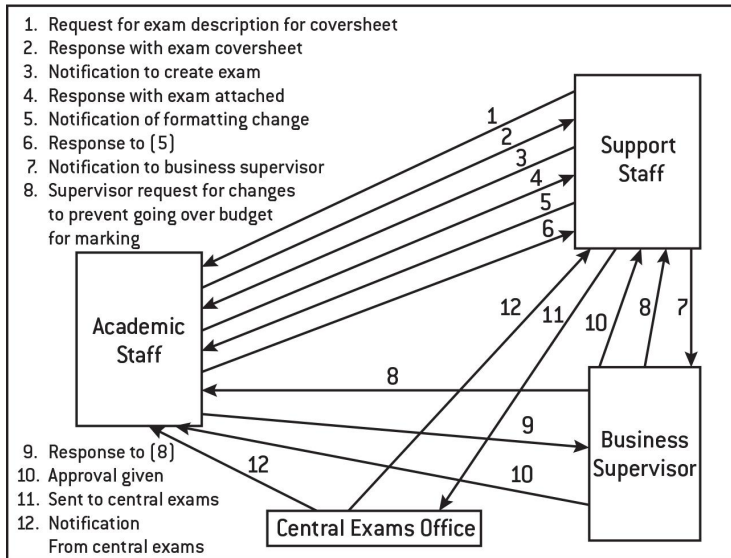 1. Request for exam description for coversheet
2. Response with exam coversheet
3. Notification to create exam
4. Response with exam attached
5. Notification of formatting change
6. Response to (5)
7. Notification to business supervisor
8. Supervisor request for changes
to prevent going over budget
for marking
1
2
3
4
5
6
Support
Staff
Academic
Staff
12
11
10
8
7
8
9
10
12
Business
Supervisor
Central Exams Office
9. Response to (8)
10. Approval given
11. Sent to central exams
12. Notification
From central exams